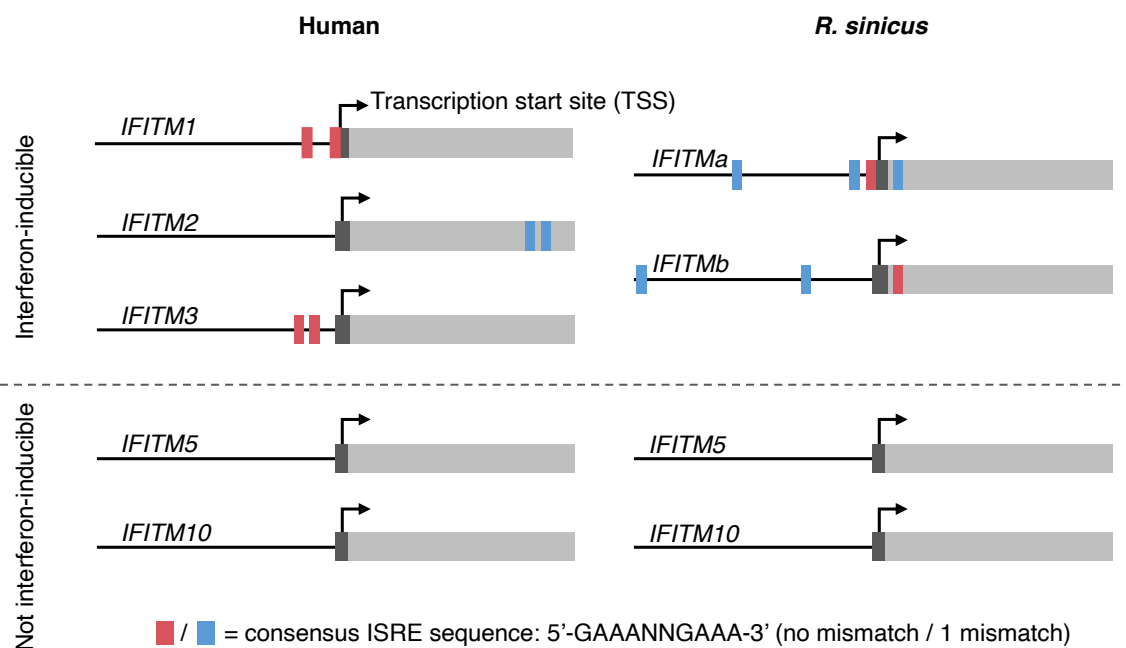 Human
R. sinicus
Interferon-inducible
IFITM1
Transcription start site (TSS)
IFITM2
IFITM3
IFITMa
IFITMb
Not interferon-inducible
IFITM5
IFITM10
IFITM5
IFITM10
/ = consensus ISRE sequence: 5’-GAAANNGAAA-3’ (no mismatch / 1 mismatch)